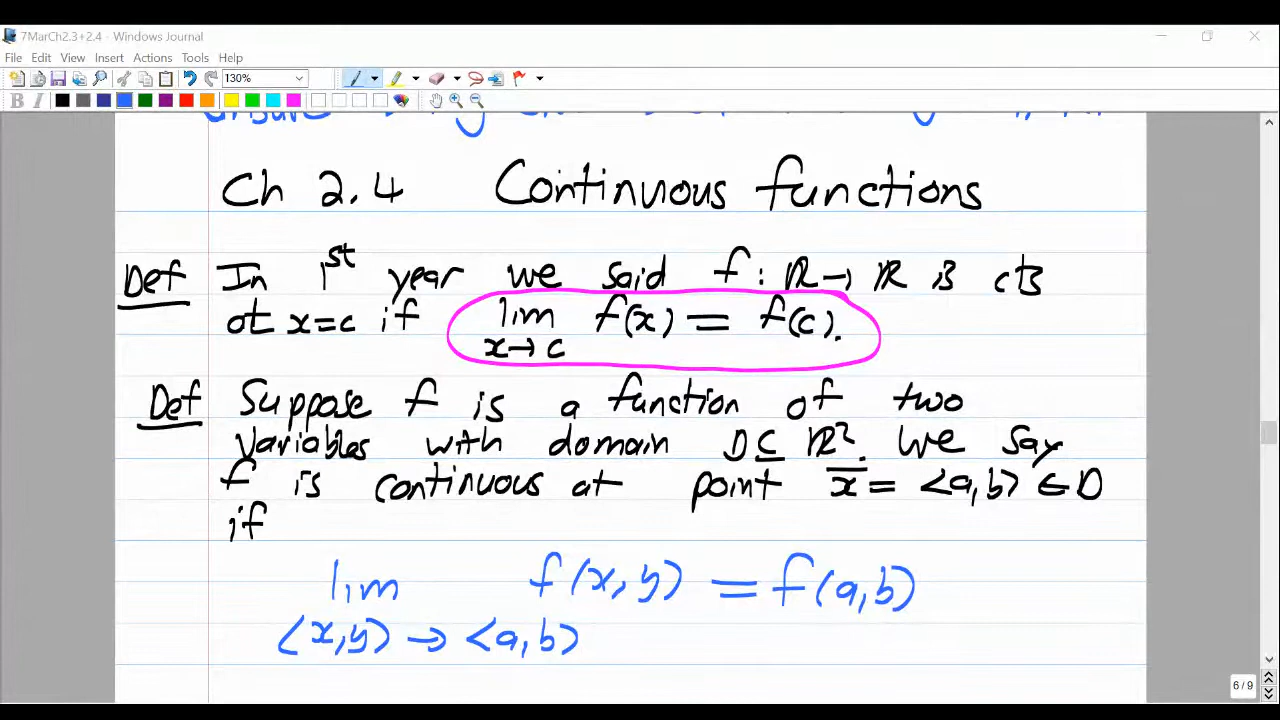 7MarCh2.3+2.4 - Windows Journal
File Edit View Insert Actions Tools Help
130%
B I
Ch 2.4 Continuous functions
Def In 1st year we said f: ℝ → ℝ is cts
at x=c if lim f(x) = f(c).
x→c
Def Suppose f is a function of two
variables with domain D⊆ ℝ². We say
f is continuous at point x̄ = <a,b> ∈ D
if
lim f(x,y) = f(a,b)
<x,y> → <a,b>
6/9